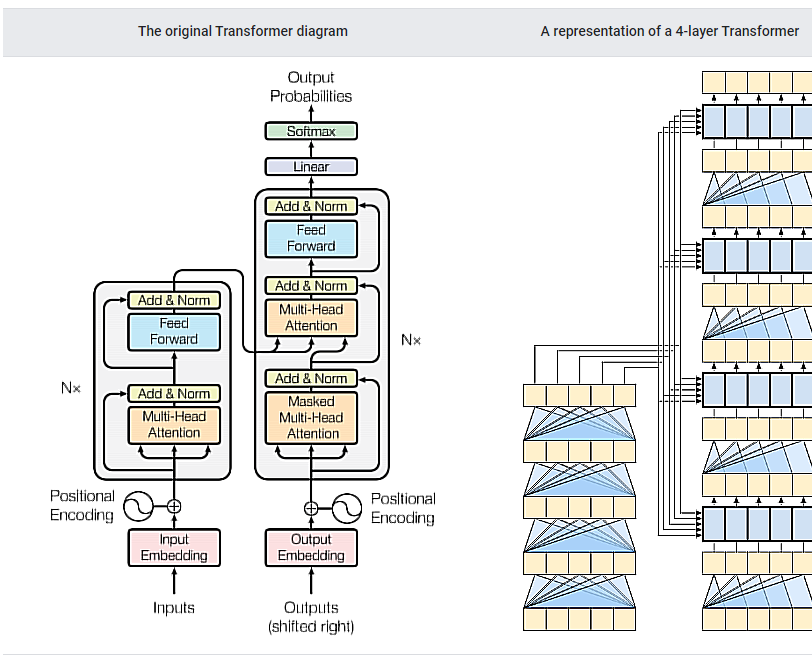 The original Transformer diagram
A representation of a 4-layer Transformer
Output
Probabilities
Softmax
Linear
Add & Norm
Feed
Forward
Add & Norm
Multi-Head
Attention
Add & Norm
Masked
Multi-Head
Attention
N×
Add & Norm
Feed
Forward
Add & Norm
Multi-Head
Attention
N×
Positional
Encoding
Positional
Encoding
Input
Embedding
Output
Embedding
Inputs
Outputs
(shifted right)